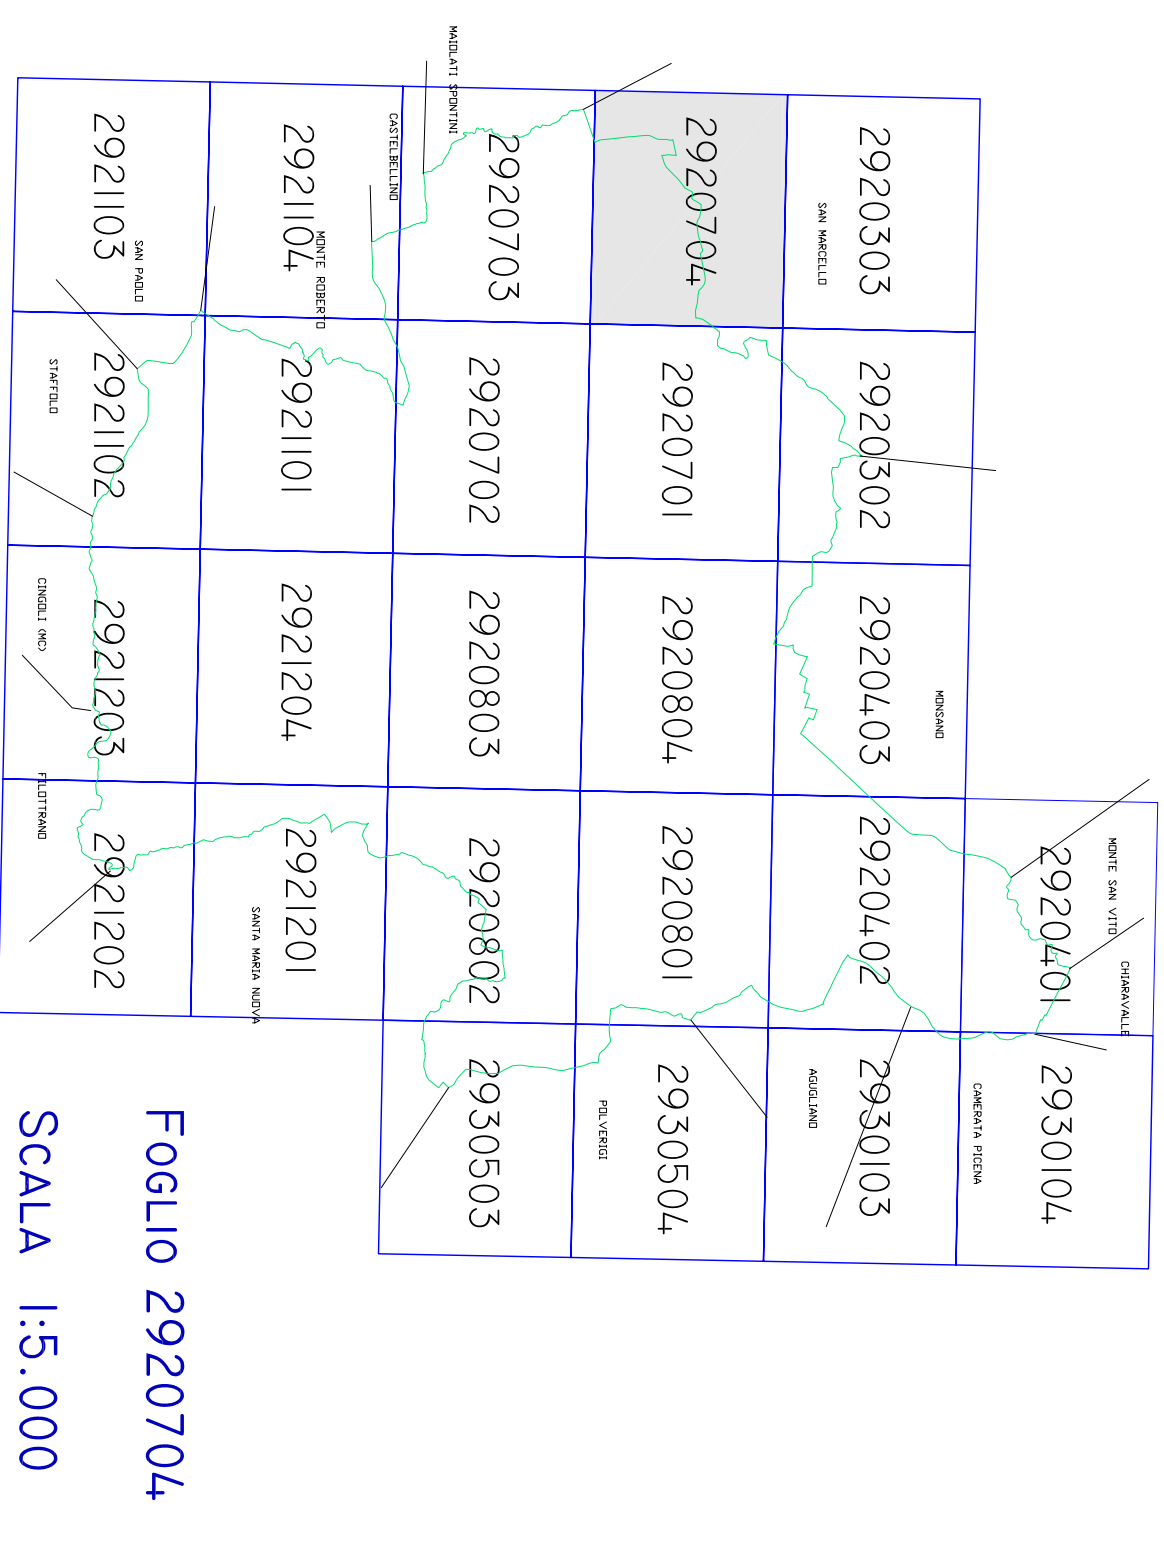 CHIARAVALLE
MONTE SAN VITO
2920401
2930104
CAMERATA PICENA
MONSANO
2920303
2920302
2920403
2920402
2930103
SAN MARCELLO
AGUGLIANO
2920704
2920701
2920804
2920801
2930504
POLVERIGI
2920703
2920702
2920803
2920802
2930503
MAIOLATI SPONTINI
CASTELBELLINO
MONTE ROBERTO
2921104
2921101
2921204
2921201
SANTA MARIA NUOVA
SAN PAOLO
2921103
2921102
2921203
2921202
STAFFOLO
CINGOLI (MC)
FILOTTRANO
FOGLIO 2920704
SCALA 1:5.000